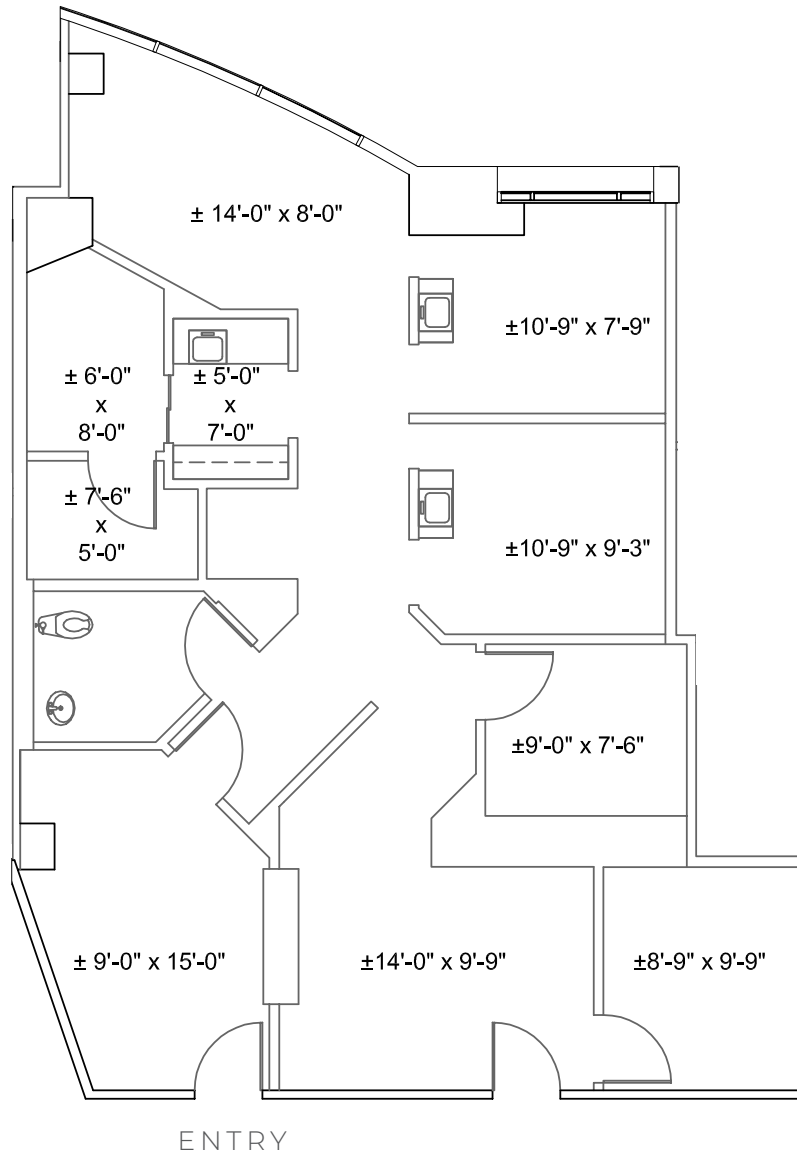 ± 14'-0" x 8'-0"
±10'-9" x 7'-9"
± 6'-0"
x
8'-0"
± 5'-0"
x
7'-0"
± 7'-6"
x
5'-0"
±10'-9" x 9'-3"
±9'-0" x 7'-6"
± 9'-0" x 15'-0"
±14'-0" x 9'-9"
±8'-9" x 9'-9"
ENTRY